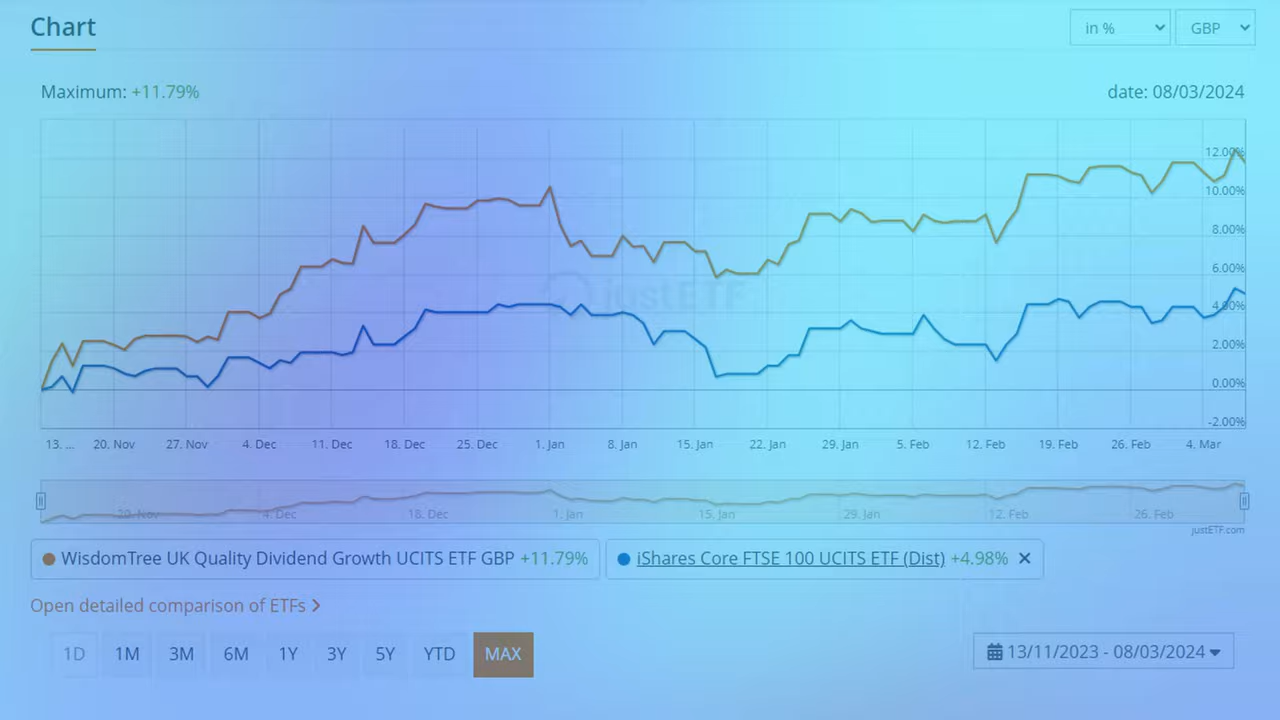 Chart
in %
GBP
Maximum: +11.79%
date: 08/03/2024
12.00%
10.00%
8.00%
6.00%
4.00%
2.00%
0.00%
-2.00%
justETF
13. ...
20. Nov
27. Nov
4. Dec
11. Dec
18. Dec
25. Dec
1. Jan
8. Jan
15. Jan
22. Jan
29. Jan
5. Feb
12. Feb
19. Feb
26. Feb
4. Mar
20. Nov
4. Dec
18. Dec
1. Jan
15. Jan
29. Jan
12. Feb
26. Feb
justETF.com
WisdomTree UK Quality Dividend Growth UCITS ETF GBP +11.79%
iShares Core FTSE 100 UCITS ETF (Dist) +4.98% ✕
Open detailed comparison of ETFs
1D
1M
3M
6M
1Y
3Y
5Y
YTD
MAX
13/11/2023 - 08/03/2024